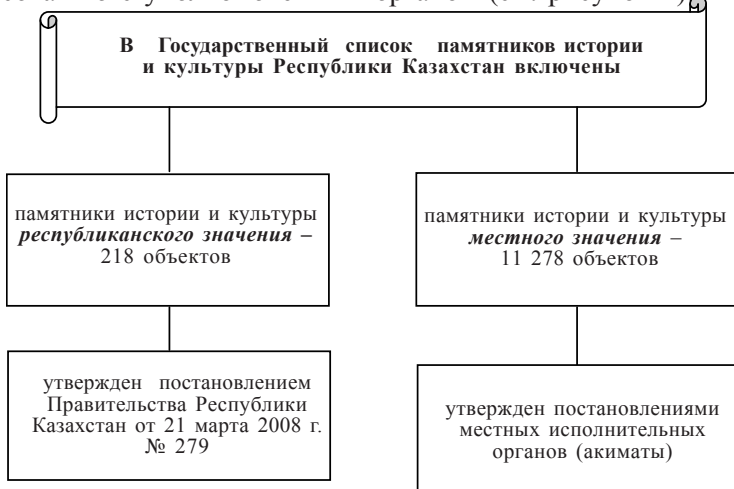 В Государственный список памятников истории
и культуры Республики Казахстан включены
памятники истории и культуры
республиканского значения –
218 объектов
памятники истории и культуры
местного значения –
11 278 объектов
утвержден постановлением
Правительства Республики
Казахстан от 21 марта 2008 г.
№ 279
утвержден постановлениями
местных исполнительных
органов (акиматы)